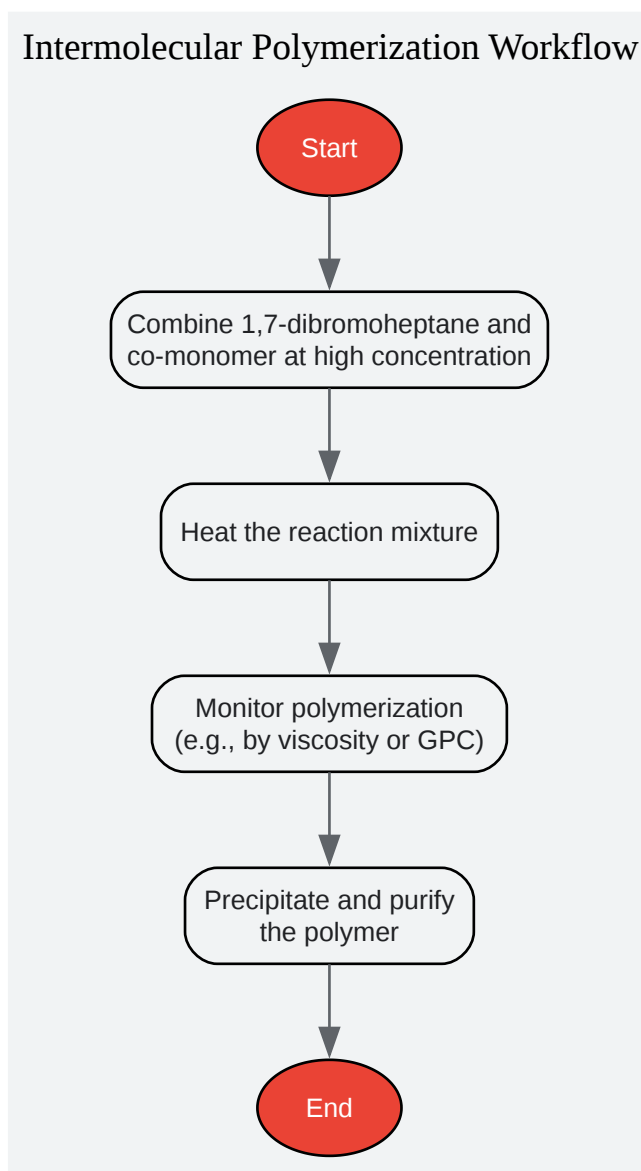 Intermolecular Polymerization Workflow
Start
Combine 1,7-dibromoheptane and
co-monomer at high concentration
Heat the reaction mixture
Monitor polymerization
(e.g., by viscosity or GPC)
Precipitate and purify
the polymer
End